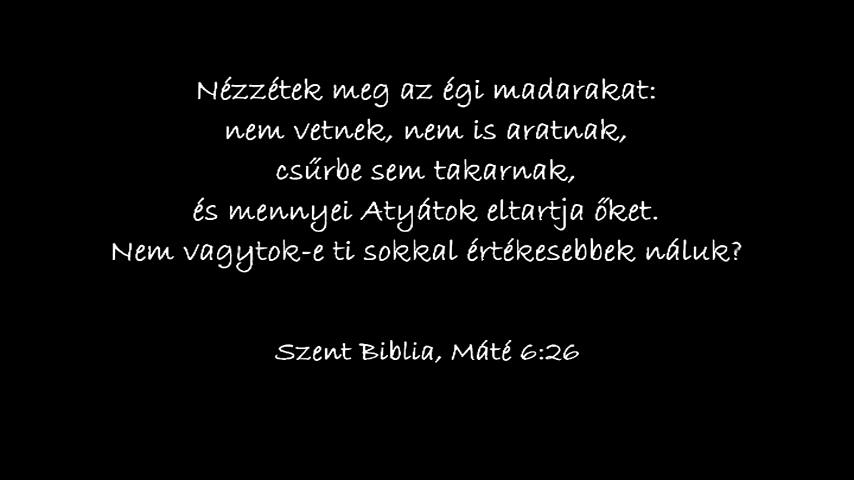 Nézzétek meg az égi madarakat:
nem vetnek, nem is aratnak,
csűrbe sem takarnak,
és mennyei Atyátok eltartja őket.
Nem vagytok-e ti sokkal értékesebbek náluk?
Szent Biblia, Máté 6:26